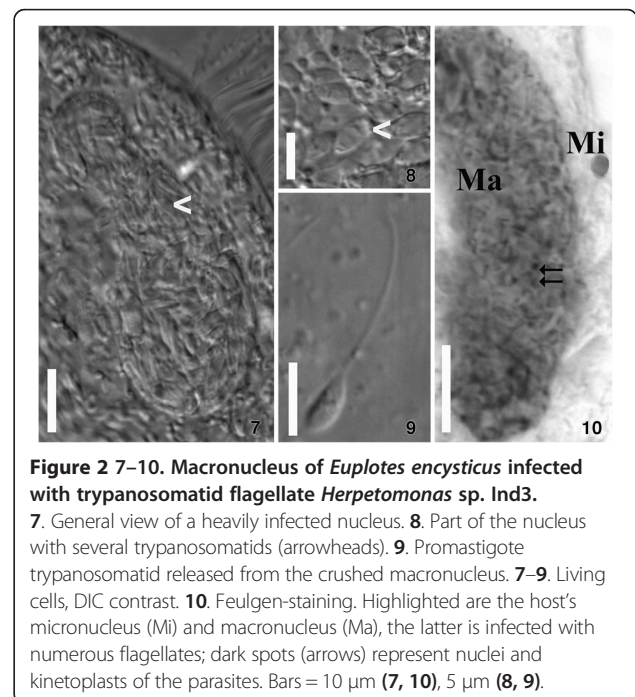 <
7
<
8
9
Ma
Mi
10
Figure 2 7–10. Macronucleus of Euplotes encysticus infected
with trypanosomatid flagellate Herpetomonas sp. Ind3.
7. General view of a heavily infected nucleus. 8. Part of the nucleus
with several trypanosomatids (arrowheads). 9. Promastigote
trypanosomatid released from the crushed macronucleus. 7–9. Living
cells, DIC contrast. 10. Feulgen-staining. Highlighted are the host's
micronucleus (Mi) and macronucleus (Ma), the latter is infected with
numerous flagellates; dark spots (arrows) represent nuclei and
kinetoplasts of the parasites. Bars = 10 μm (7, 10), 5 μm (8, 9).